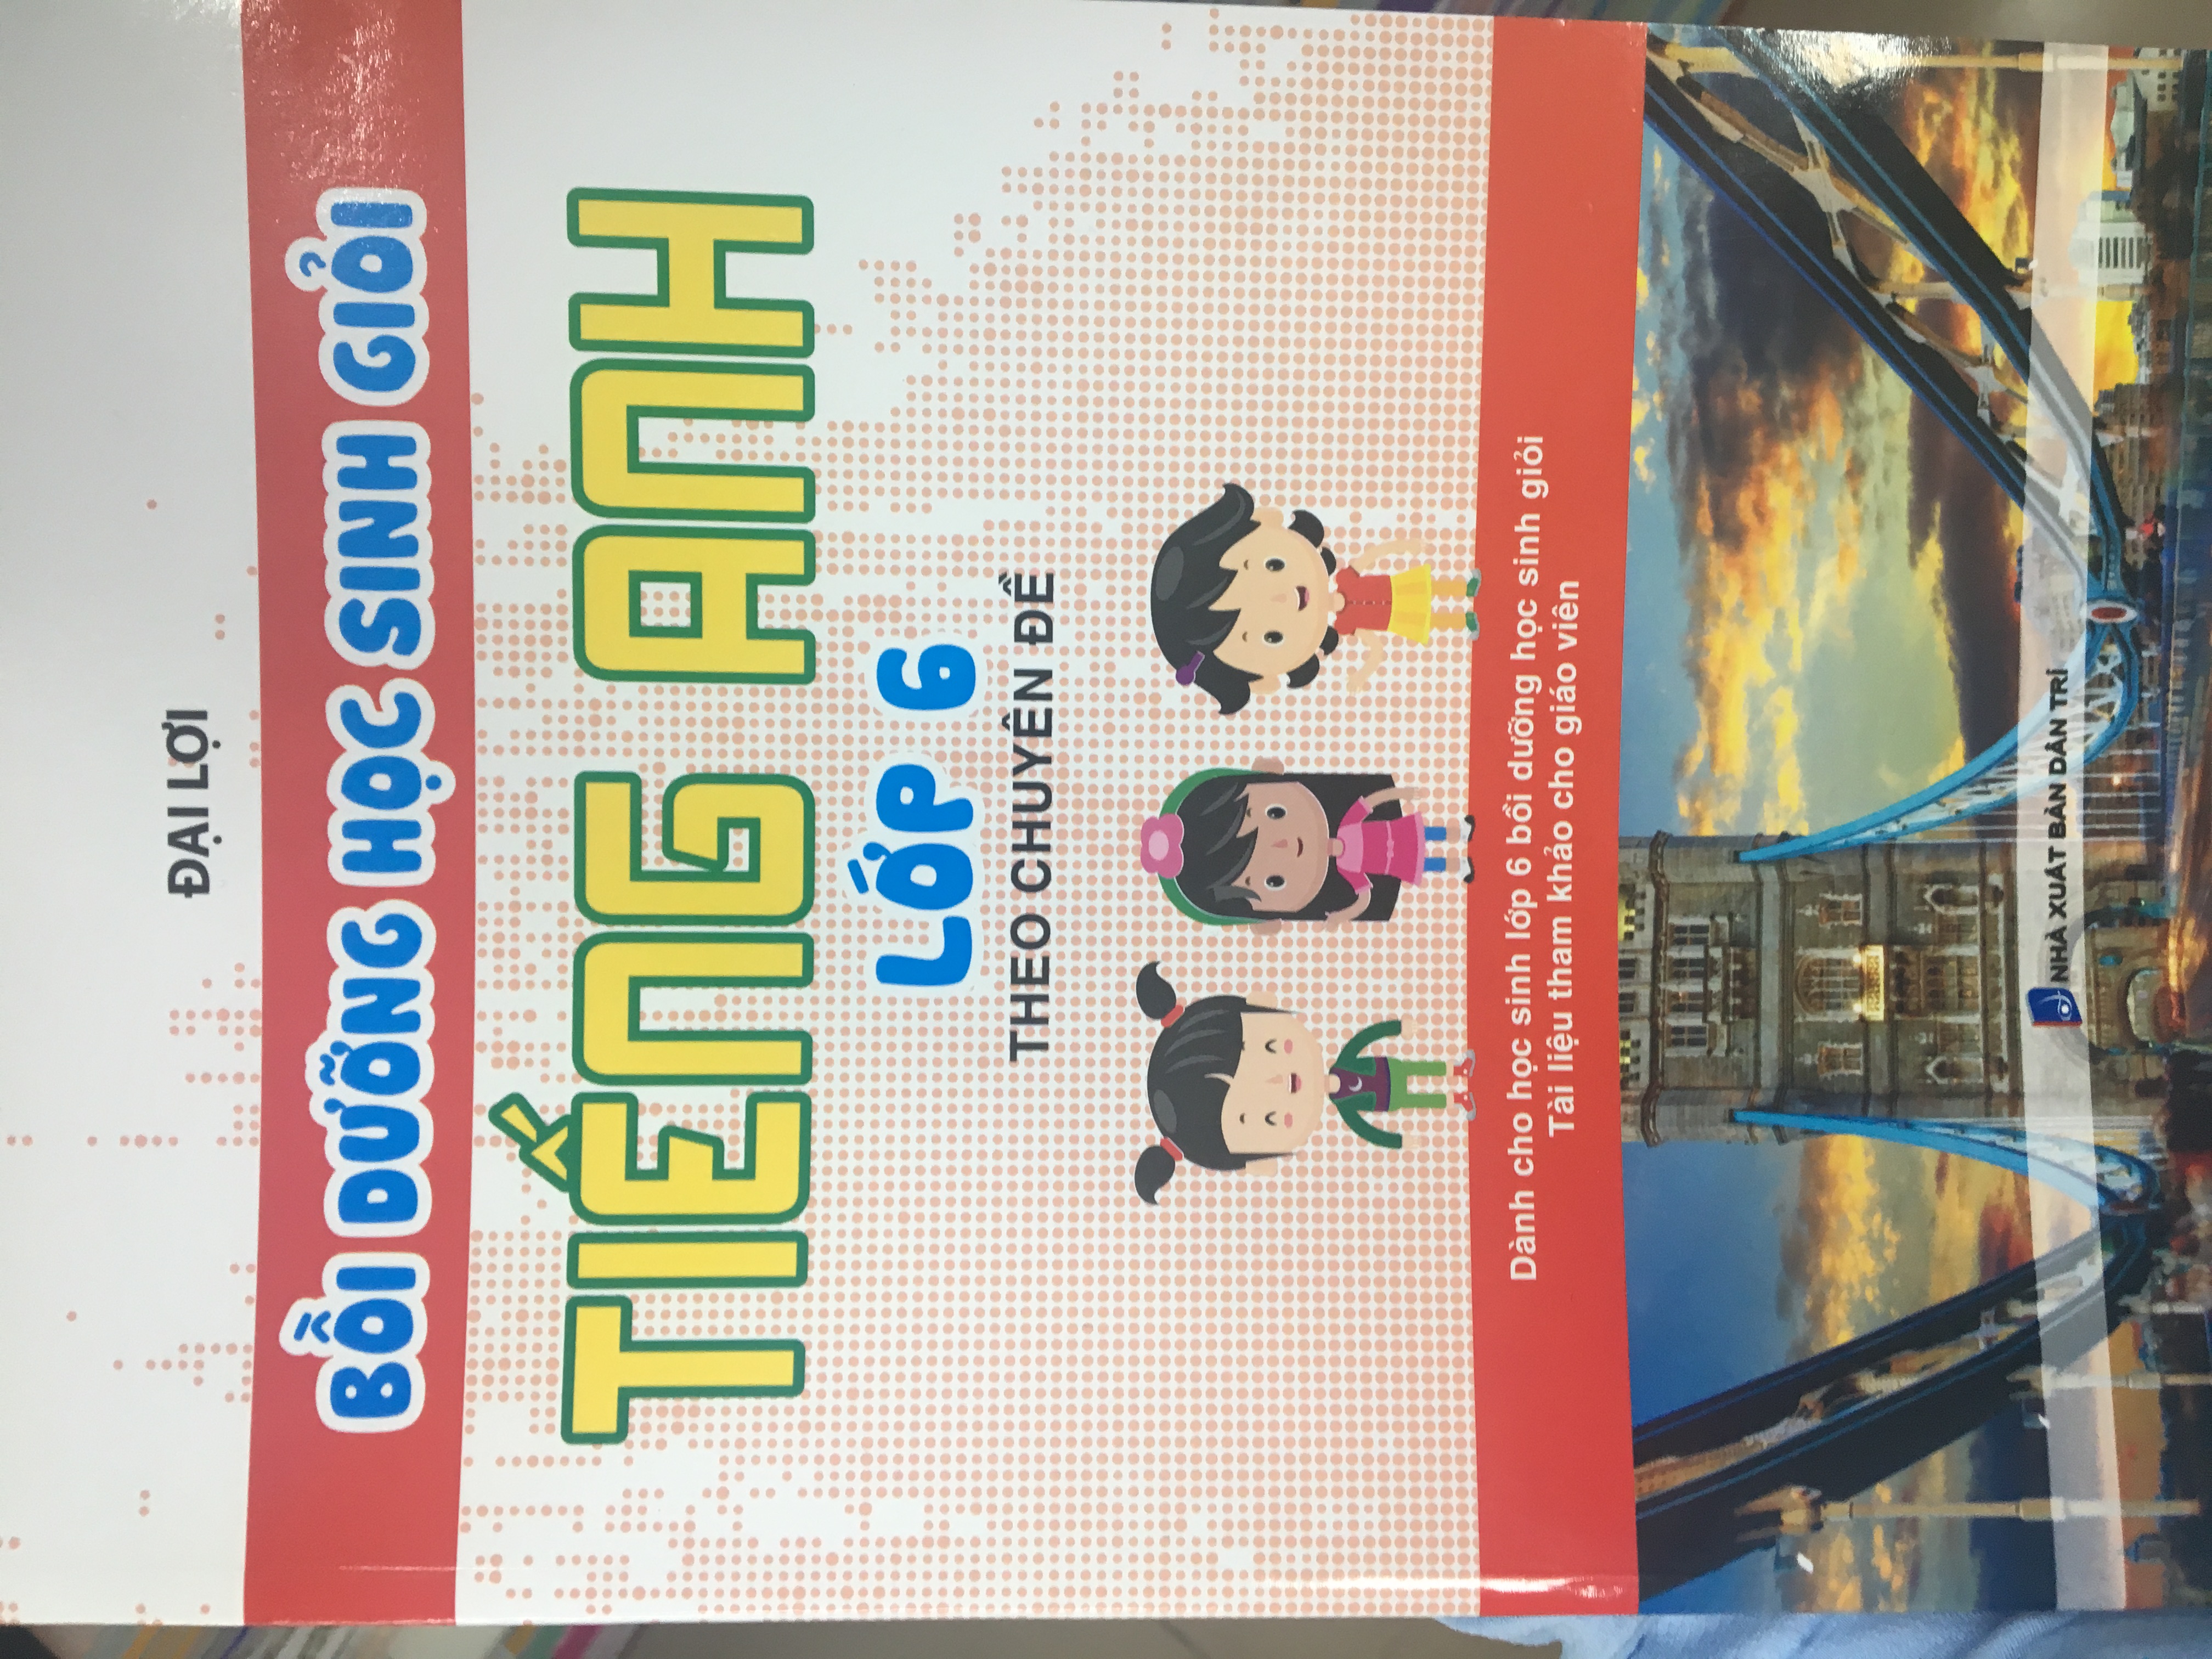 ĐẠI LỢI
BỒI DƯỠNG HỌC SINH GIỎI
TIẾNG ANH
LỚP 6
THEO CHUYÊN ĐỀ
Dành cho học sinh lớp 6 bồi dưỡng học sinh giỏi
Tài liệu tham khảo cho giáo viên
NHÀ XUẤT BẢN DÂN TRÍ